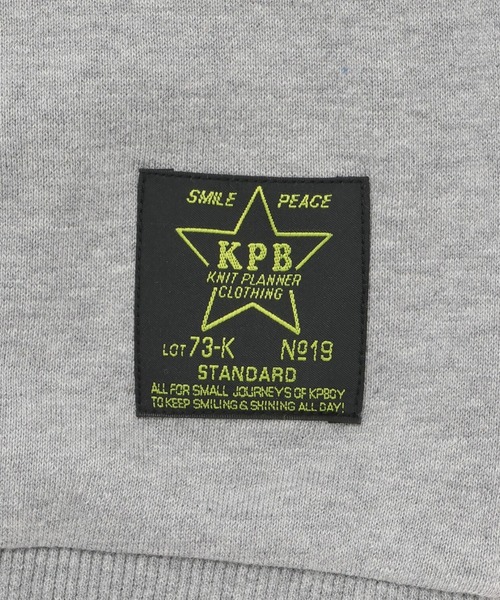 SMILE PEACE
KPB
KNIT PLANNER
CLOTHING
LOT 73-K No19
STANDARD
ALL FOR SMALL JOURNEYS OF KPBOY
TO KEEP SMILING & SHINING ALL DAY!